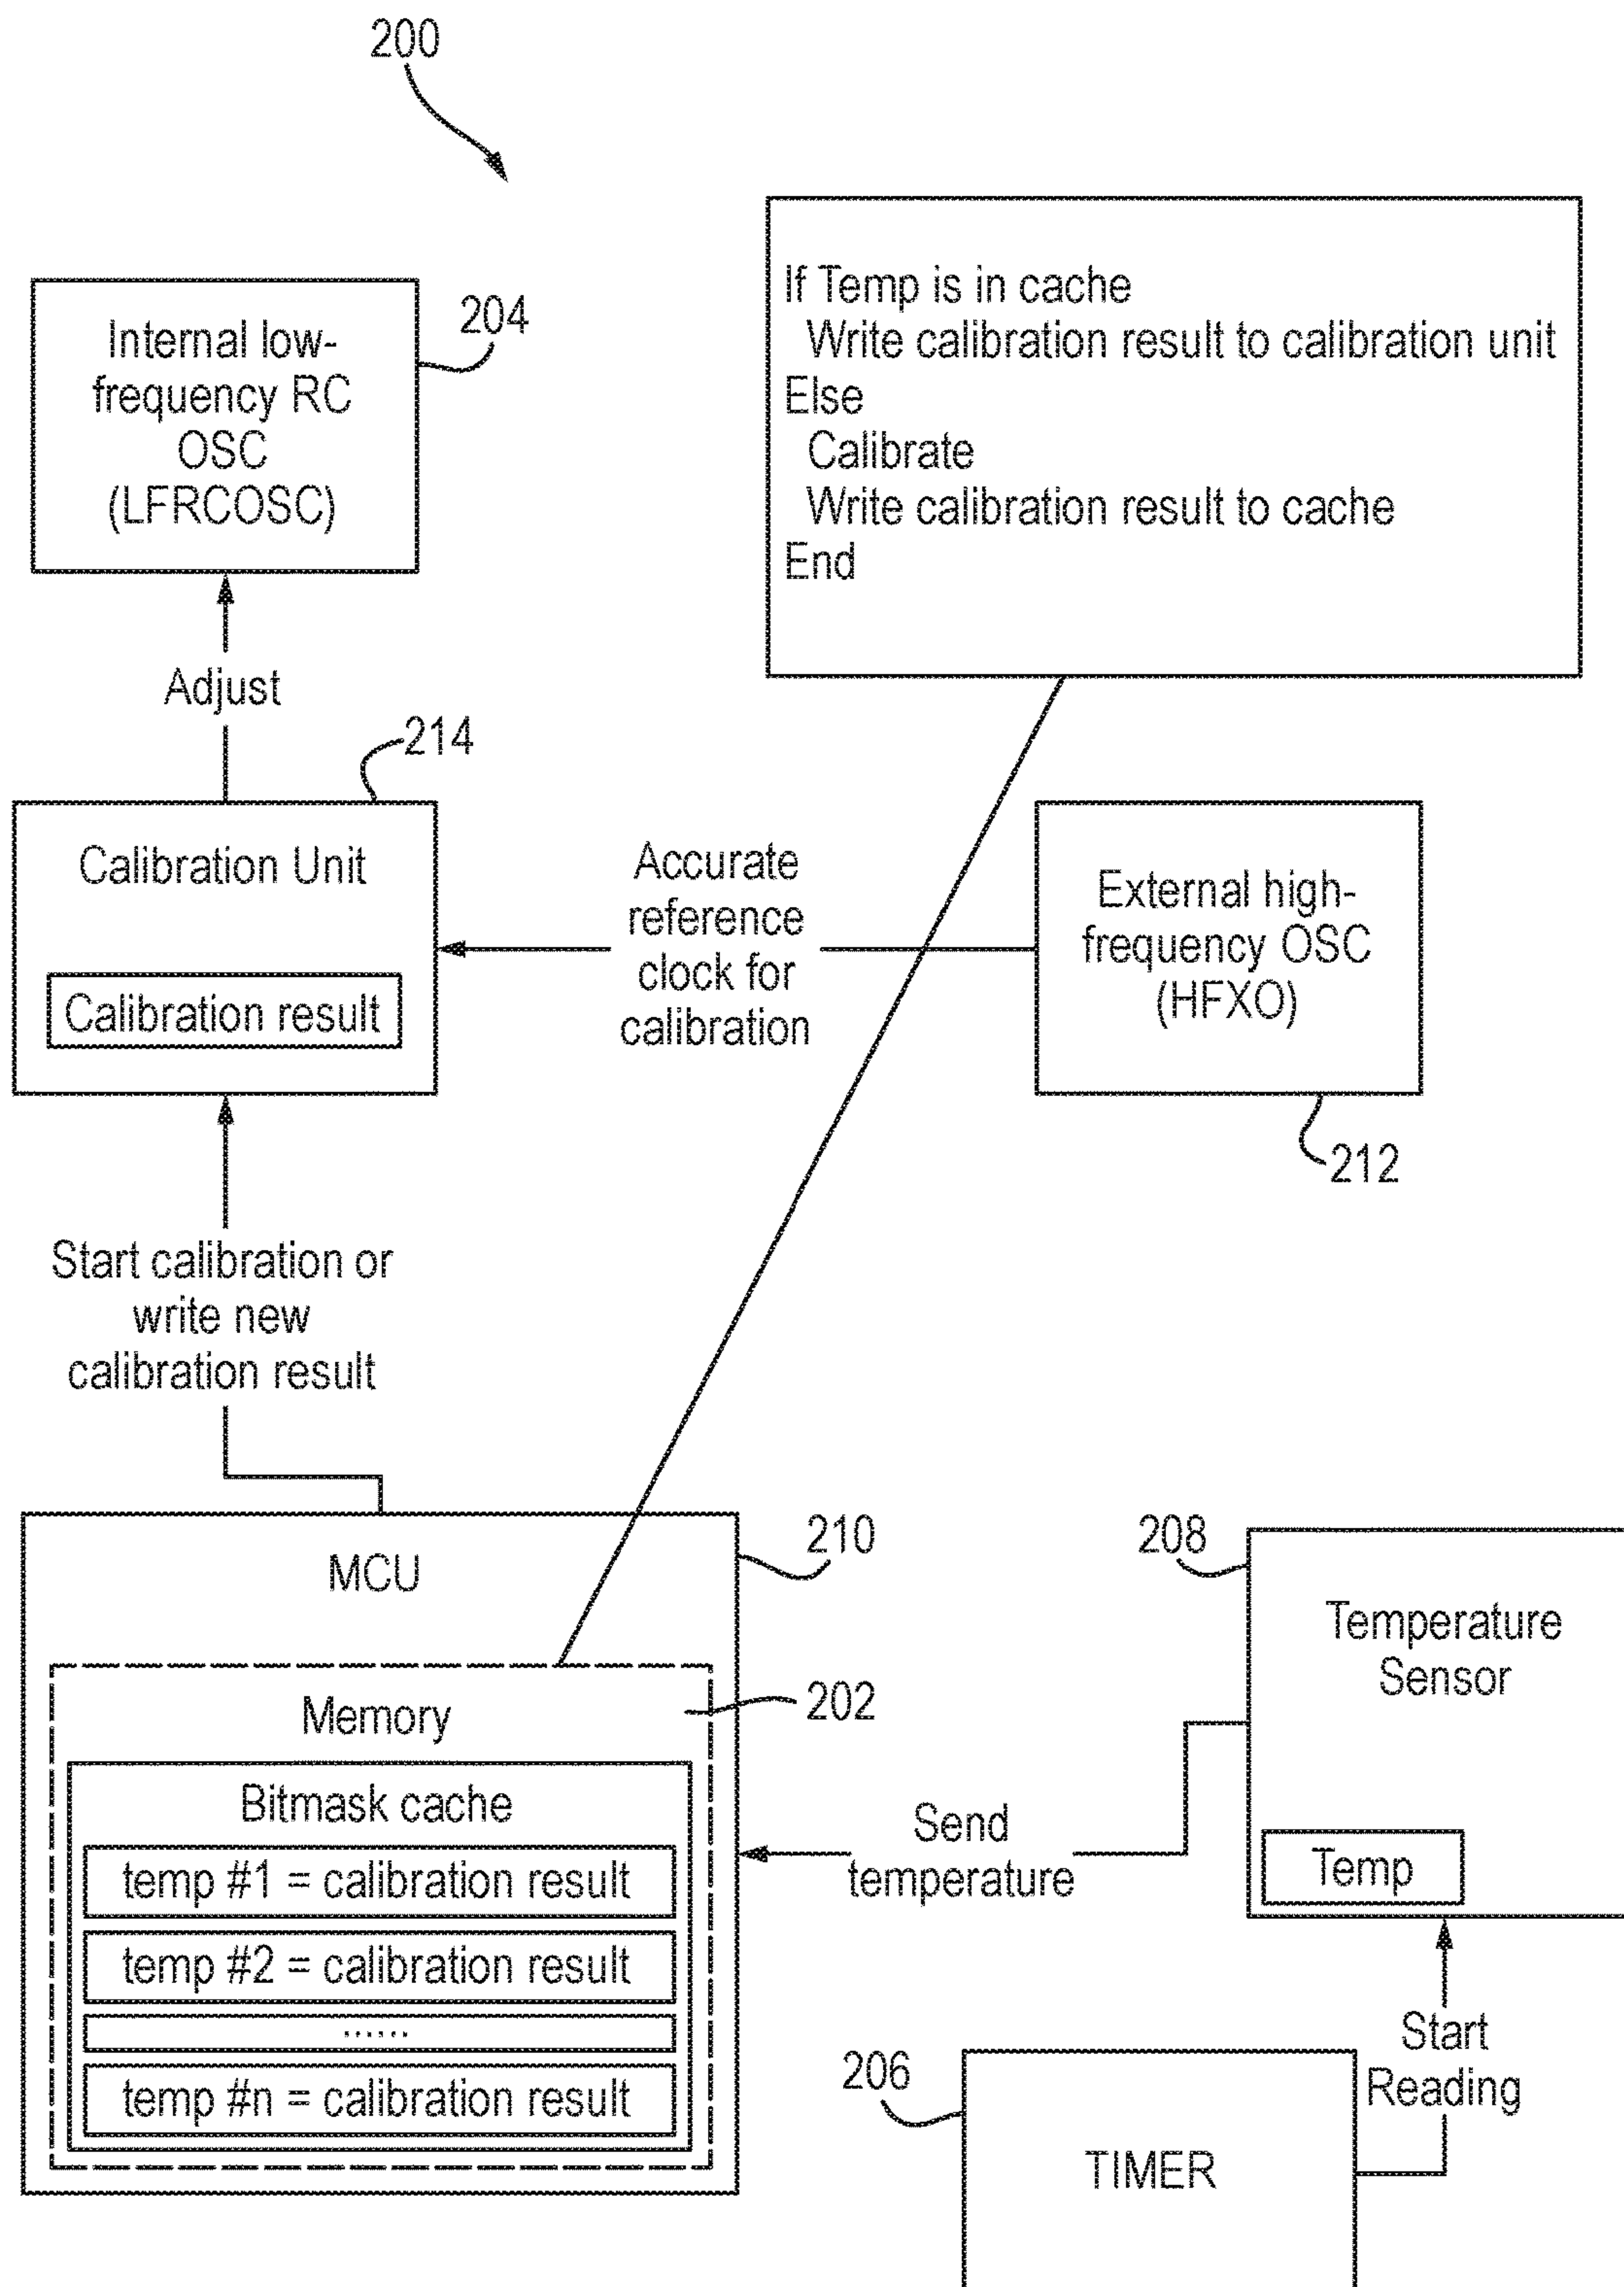 200
Internal low-
frequency RC
OSC
(LFRCOSC)
204
If Temp is in cache
Write calibration result to calibration unit
Else
Calibrate
Write calibration result to cache
End
Adjust
214
Calibration Unit
Calibration result
Accurate
reference
clock for
calibration
External high-
frequency OSC
(HFXO)
212
Start calibration or
write new
calibration result
MCU
210
Memory
202
Bitmask cache
temp #1 = calibration result
temp #2 = calibration result
......
temp #n = calibration result
Send
temperature
208
Temperature
Sensor
Temp
Start
Reading
206
TIMER